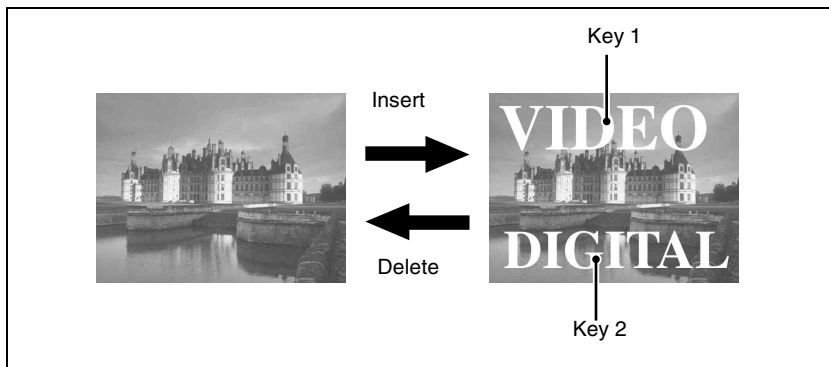 Key 1
Insert
VIDEO
DIGITAL
Delete
Key 2